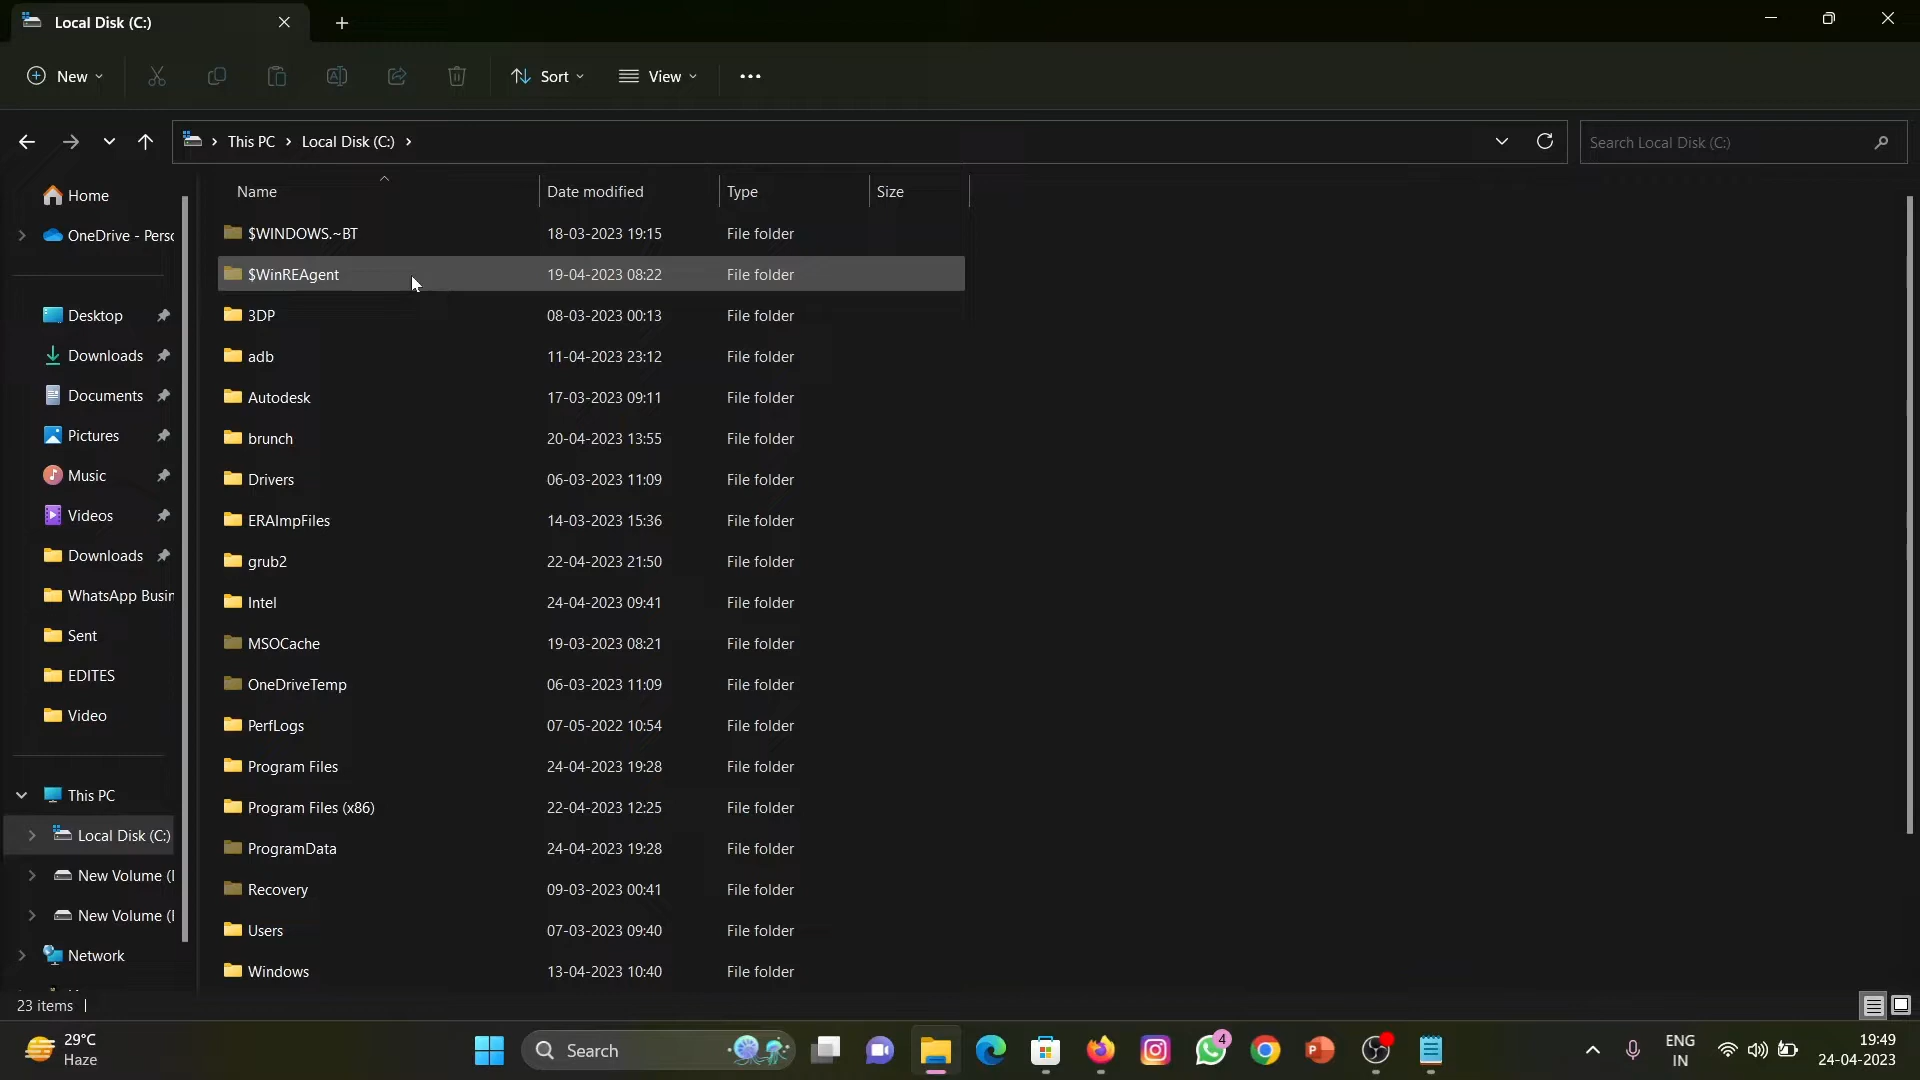 Local Disk (C:)
New
Sort
View
This PC
Local Disk (C:)
Search Local Disk (C:)
Name Date modified Type Size
Home
OneDrive - Perso
Desktop
Downloads
Documents
Pictures
Music
Videos
Downloads
WhatsApp Busin
Sent
EDITES
Video
This PC
Local Disk (C:)
New Volume (
New Volume (
Network
$WINDOWS.~BT 18-03-2023 19:15 File folder
$WinREAgent 19-04-2023 08:22 File folder
3DP 08-03-2023 00:13 File folder
adb 11-04-2023 23:12 File folder
Autodesk 17-03-2023 09:11 File folder
brunch 20-04-2023 13:55 File folder
Drivers 06-03-2023 11:09 File folder
ERAImpFiles 14-03-2023 15:36 File folder
grub2 22-04-2023 21:50 File folder
Intel 24-04-2023 09:41 File folder
MSOCache 19-03-2023 08:21 File folder
OneDriveTemp 06-03-2023 11:09 File folder
PerfLogs 07-05-2022 10:54 File folder
Program Files 24-04-2023 19:28 File folder
Program Files (x86) 22-04-2023 12:25 File folder
ProgramData 24-04-2023 19:28 File folder
Recovery 09-03-2023 00:41 File folder
Users 07-03-2023 09:40 File folder
Windows 13-04-2023 10:40 File folder
23 items
29°C
Haze
Search
4
ENG
IN
19:49
24-04-2023